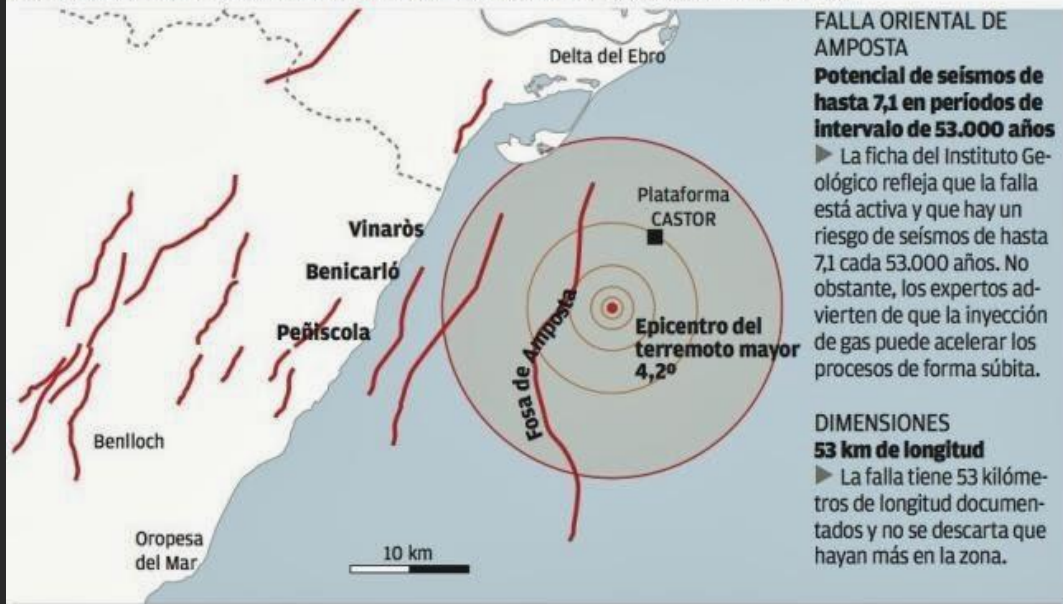 Delta del Ebro
Plataforma
CASTOR
Vinaròs
Benicarló
Peñiscola
Fosa de Amposta
Epicentro del
terremoto mayor
4,2º
Benlloch
Oropesa
del Mar
10 km
FALLA ORIENTAL DE
AMPOSTA
Potencial de seísmos de
hasta 7,1 en períodos de
intervalo de 53.000 años
▶ La ficha del Instituto Ge-
ológico refleja que la falla
está activa y que hay un
riesgo de seísmos de hasta
7,1 cada 53.000 años. No
obstante, los expertos ad-
vierten de que la inyección
de gas puede acelerar los
procesos de forma súbita.
DIMENSIONES
53 km de longitud
▶ La falla tiene 53 kilóme-
tros de longitud documen-
tados y no se descarta que
hayan más en la zona.